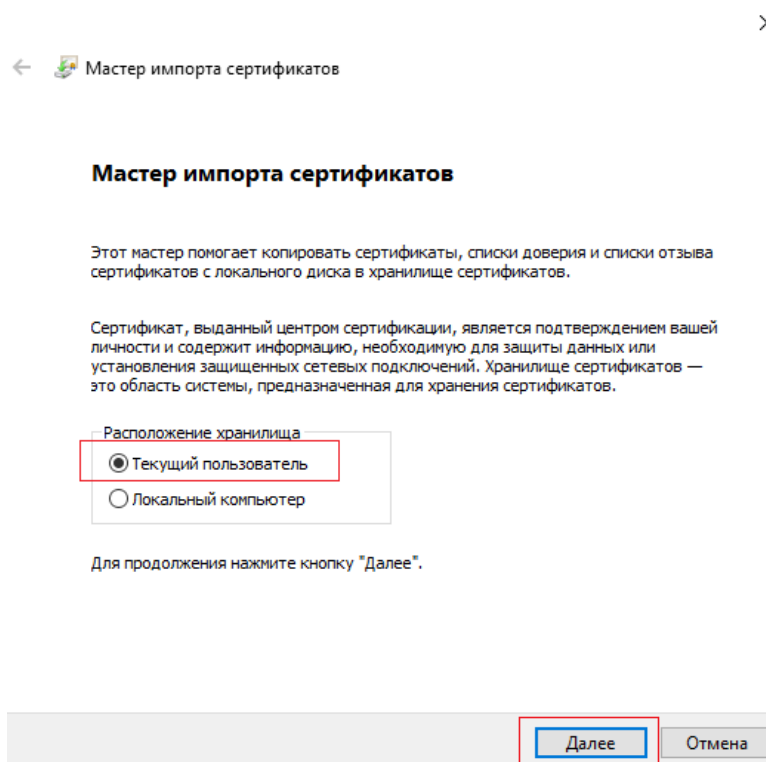 Мастер импорта сертификатов
Мастер импорта сертификатов
Этот мастер помогает копировать сертификаты, списки доверия и списки отзыва
сертификатов с локального диска в хранилище сертификатов.
Сертификат, выданный центром сертификации, является подтверждением вашей
личности и содержит информацию, необходимую для защиты данных или
установления защищенных сетевых подключений. Хранилище сертификатов —
это область системы, предназначенная для хранения сертификатов.
Расположение хранилища
Текущий пользователь
Локальный компьютер
Для продолжения нажмите кнопку "Далее".
Далее Отмена